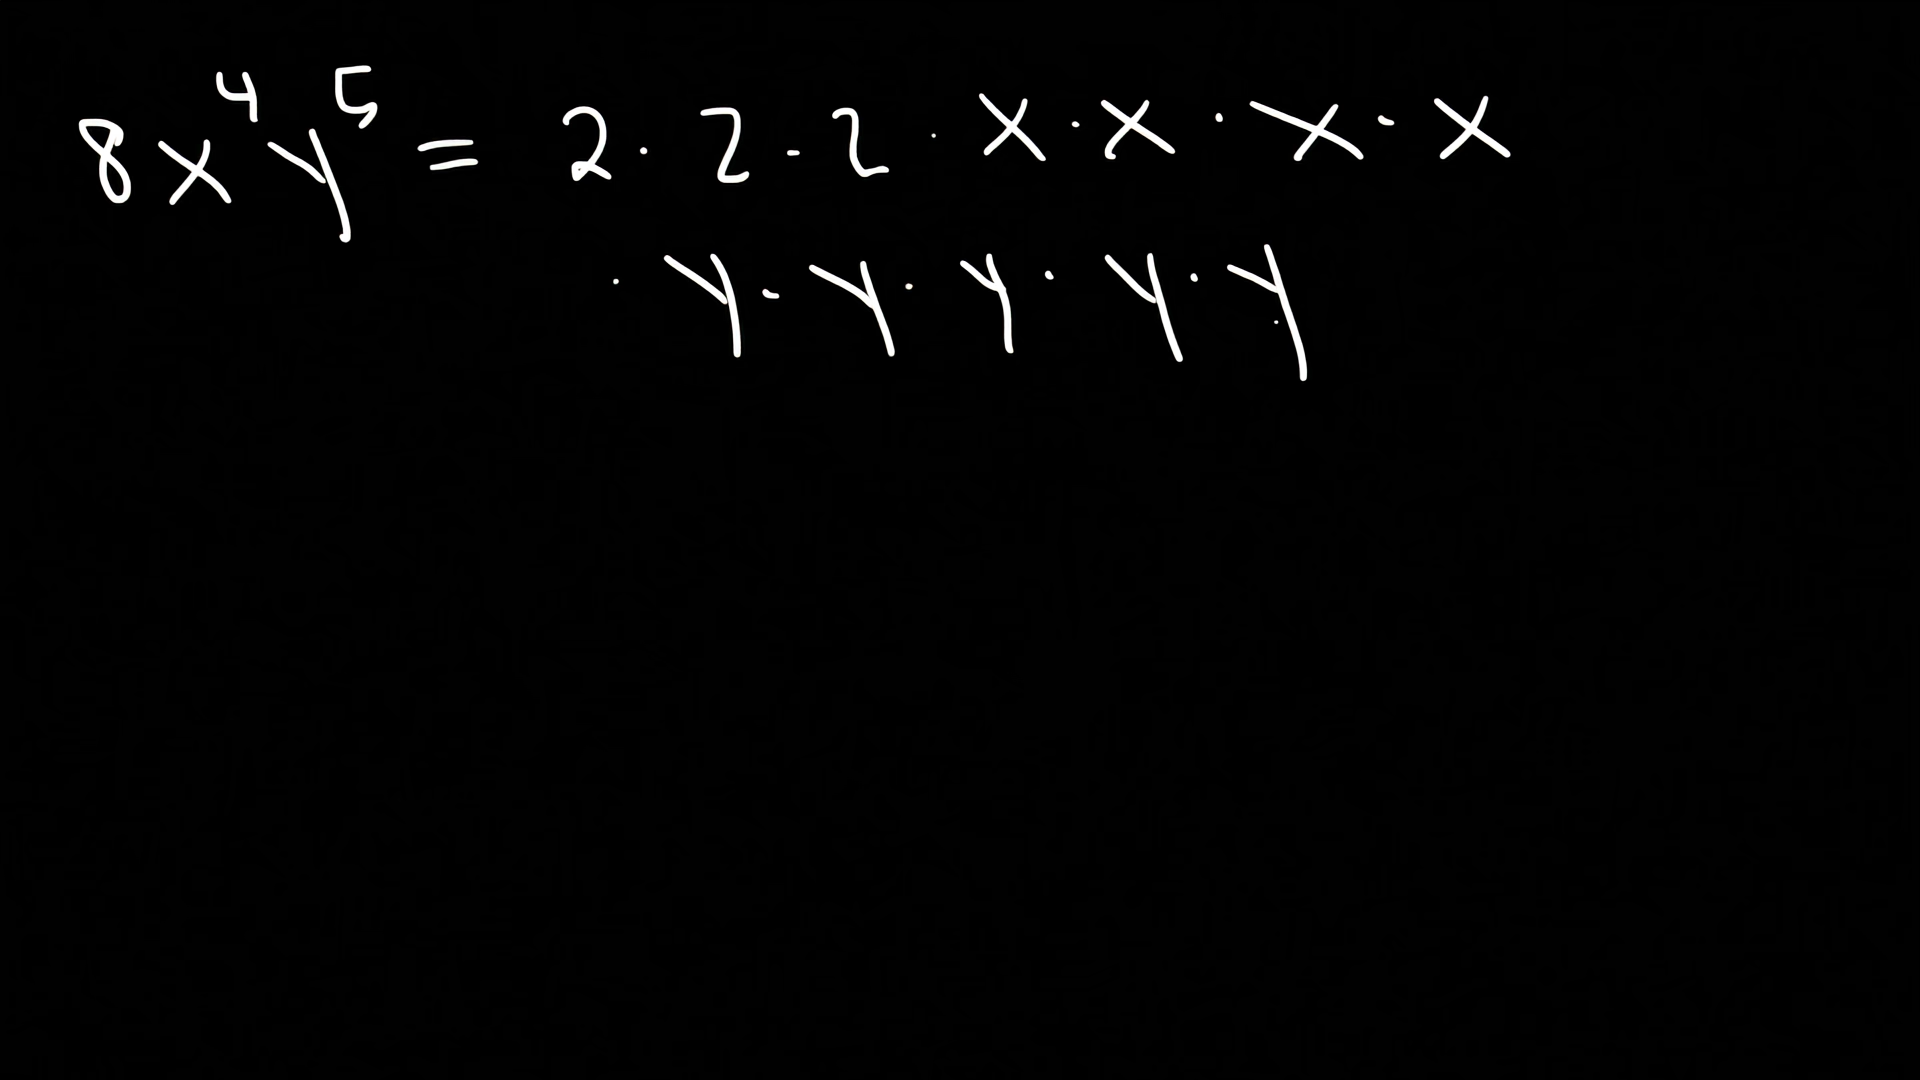 8x⁴y⁵ = 2 · 2 · 2 · x · x · x · x
· y · y · y · y · y